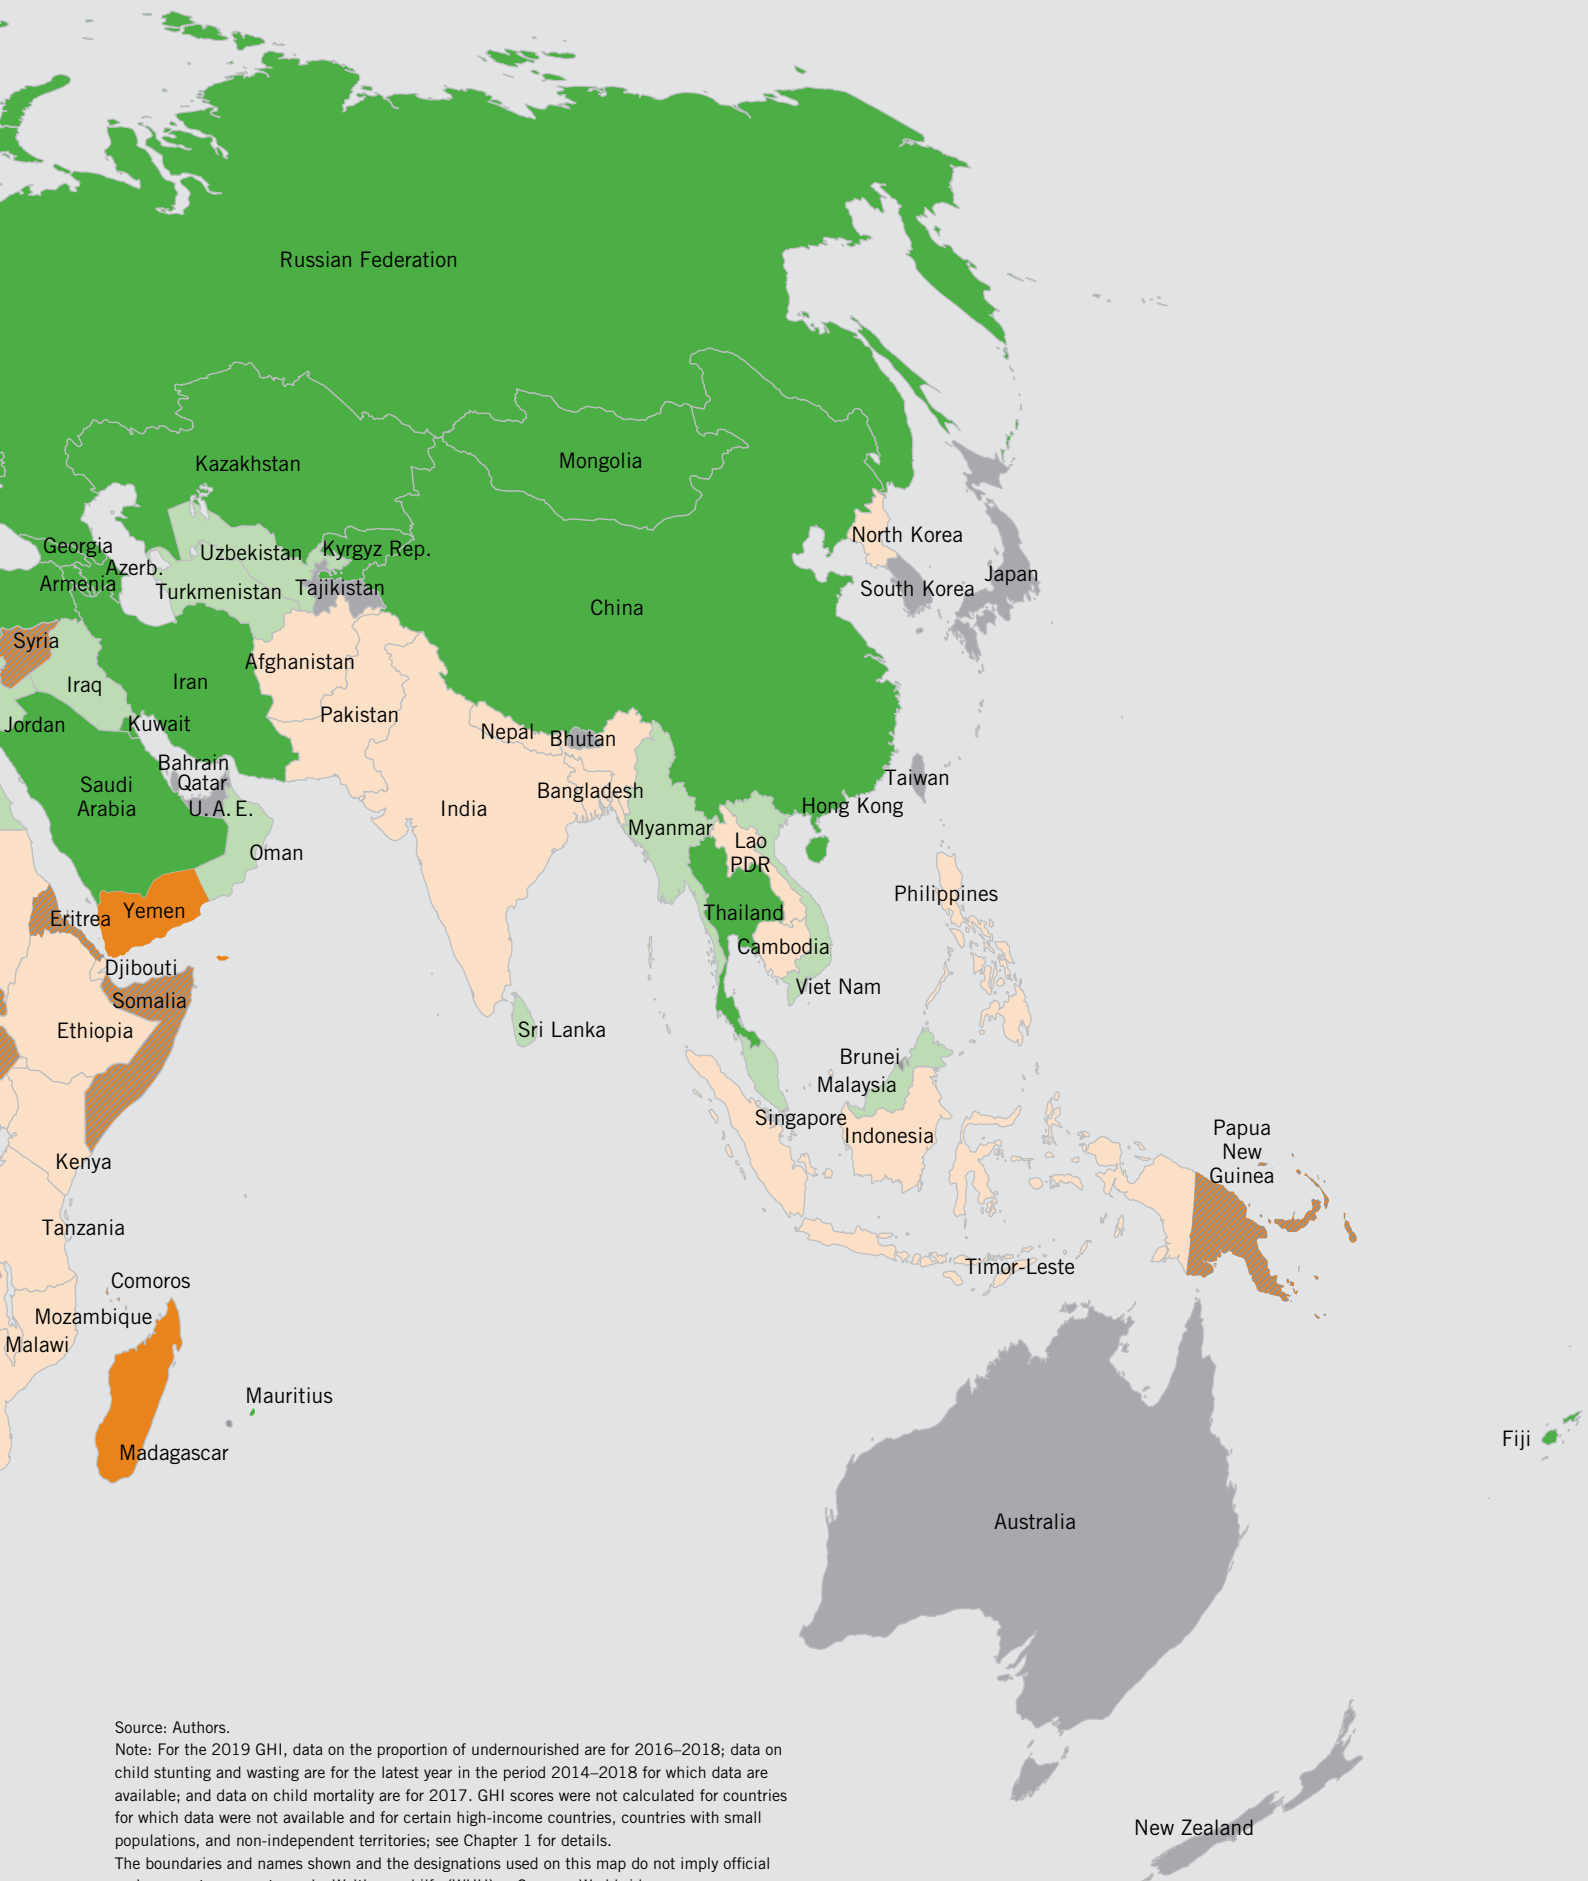 Russian Federation
Kazakhstan
Mongolia
North Korea
Georgia
Uzbekistan
Kyrgyz Rep.
Azerb.
Armenia
Turkmenistan
Tajikistan
South Korea
Japan
China
Syria
Afghanistan
Iraq
Iran
Pakistan
Jordan
Kuwait
Nepal
Bhutan
Bahrain
Qatar
Saudi
Arabia
U. A. E.
Bangladesh
Taiwan
India
Hong Kong
Myanmar
Lao
PDR
Oman
Philippines
Eritrea
Yemen
Thailand
Cambodia
Djibouti
Somalia
Viet Nam
Ethiopia
Sri Lanka
Brunei
Malaysia
Singapore
Indonesia
Papua
New
Guinea
Kenya
Tanzania
Timor-Leste
Comoros
Mozambique
Malawi
Mauritius
Madagascar
Fiji
Australia
New Zealand
Source: Authors.
Note: For the 2019 GHI, data on the proportion of undernourished are for 2016–2018; data on
child stunting and wasting are for the latest year in the period 2014–2018 for which data are
available; and data on child mortality are for 2017. GHI scores were not calculated for countries
for which data were not available and for certain high-income countries, countries with small
populations, and non-independent territories; see Chapter 1 for details.
The boundaries and names shown and the designations used on this map do not imply official